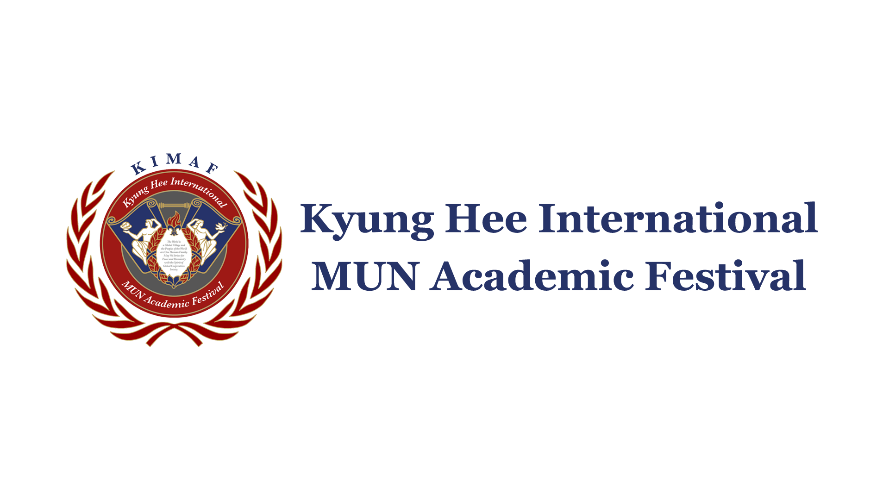 KIMAF
Kyung Hee International
MUN Academic Festival
Kyung Hee International
MUN Academic Festival